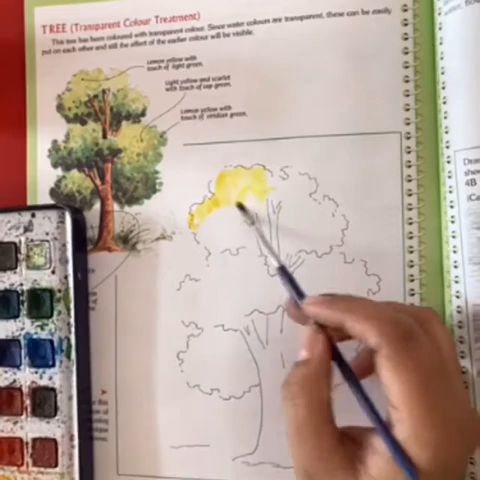 TREE (Transparent Colour Treatment)
This tree has been coloured with transparent colour. Since water colours are transparent, these can be easily
put on each other and still the effect of the earlier colour will be visible.
Lemon yellow with
touch of light green.
Light yellow and scarlet
with touch of sap green.
Lemon yellow with
touch of viridian green.
4B